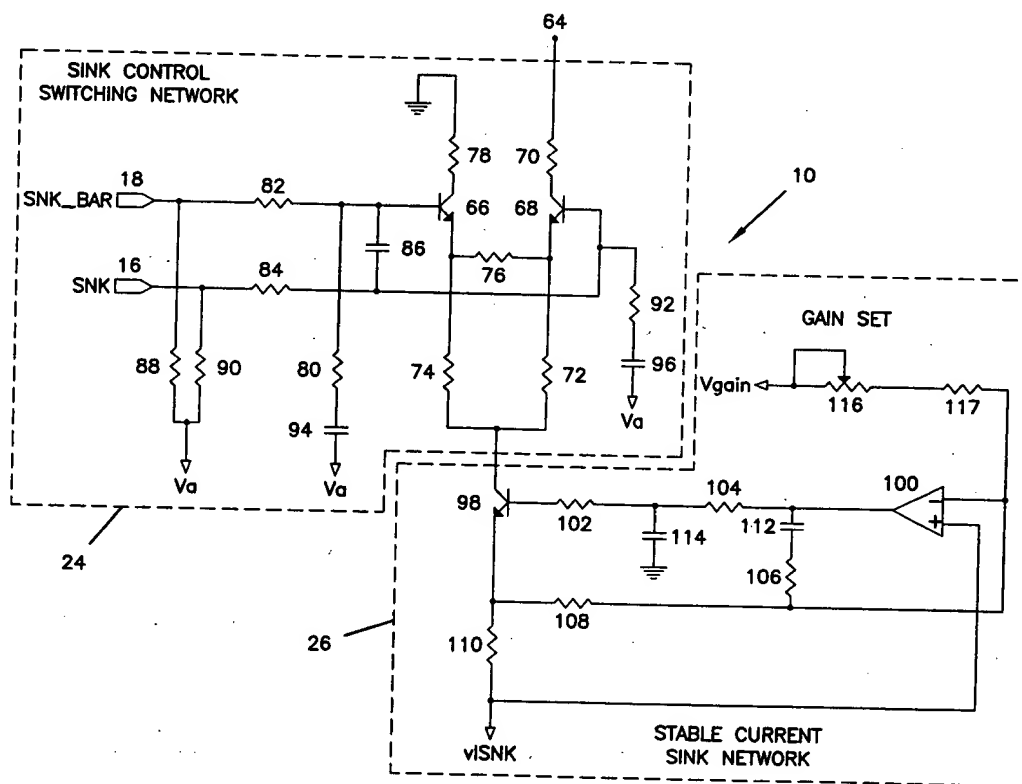 64
SINK CONTROL
SWITCHING NETWORK
78
70
10
18
SNK_BAR
82
66
68
86
76
16
SNK
84
92
GAIN SET
88
90
80
74
72
96
Vgain
116
117
Va
94
Va
Va
98
102
104
100
114
112
24
106
26
108
110
vISNK
STABLE CURRENT
SINK NETWORK